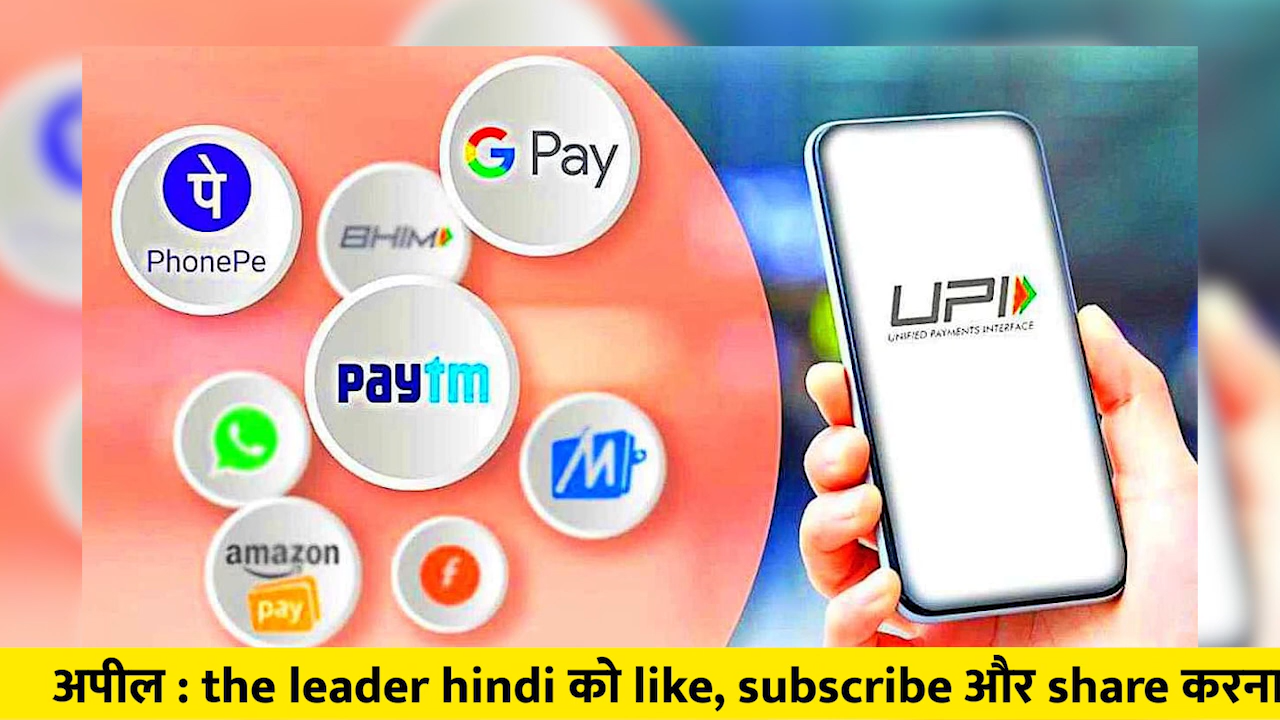 G Pay
पे
PhonePe
BHIM
paytm
UPI
UNIFIED PAYMENTS INTERFACE
M
amazon
pay
f
अपील : the leader hindi को like, subscribe और share करना